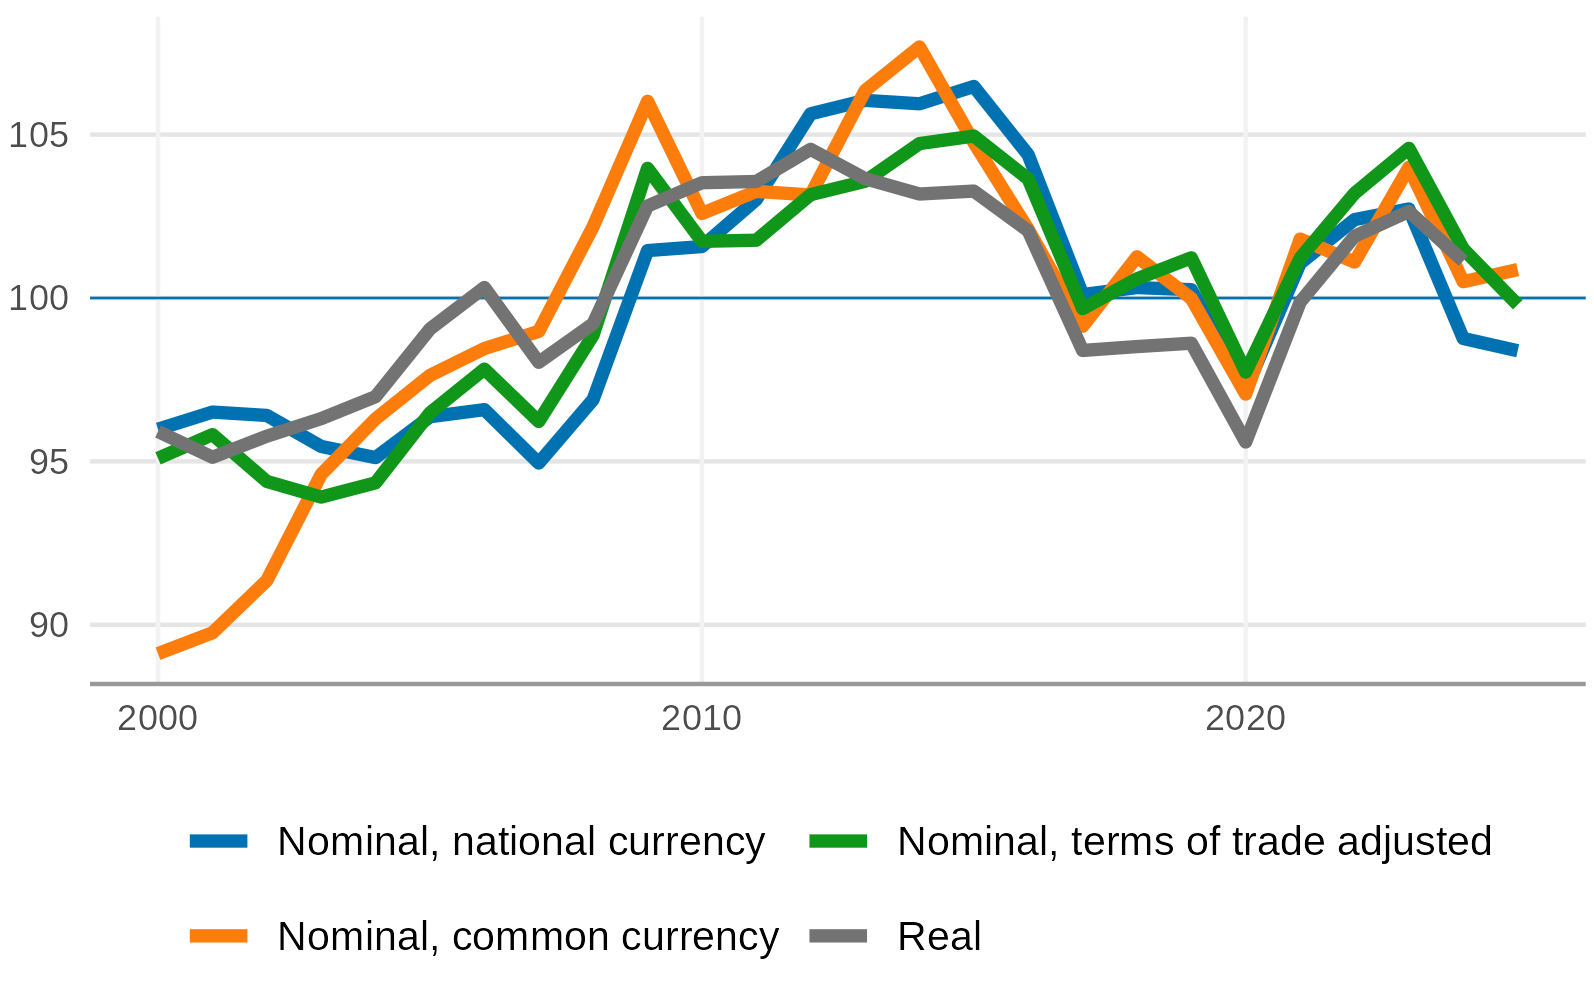 105
100
95
90
2000 2010 2020
Nominal, national currency Nominal, terms of trade adjusted
Nominal, common currency Real